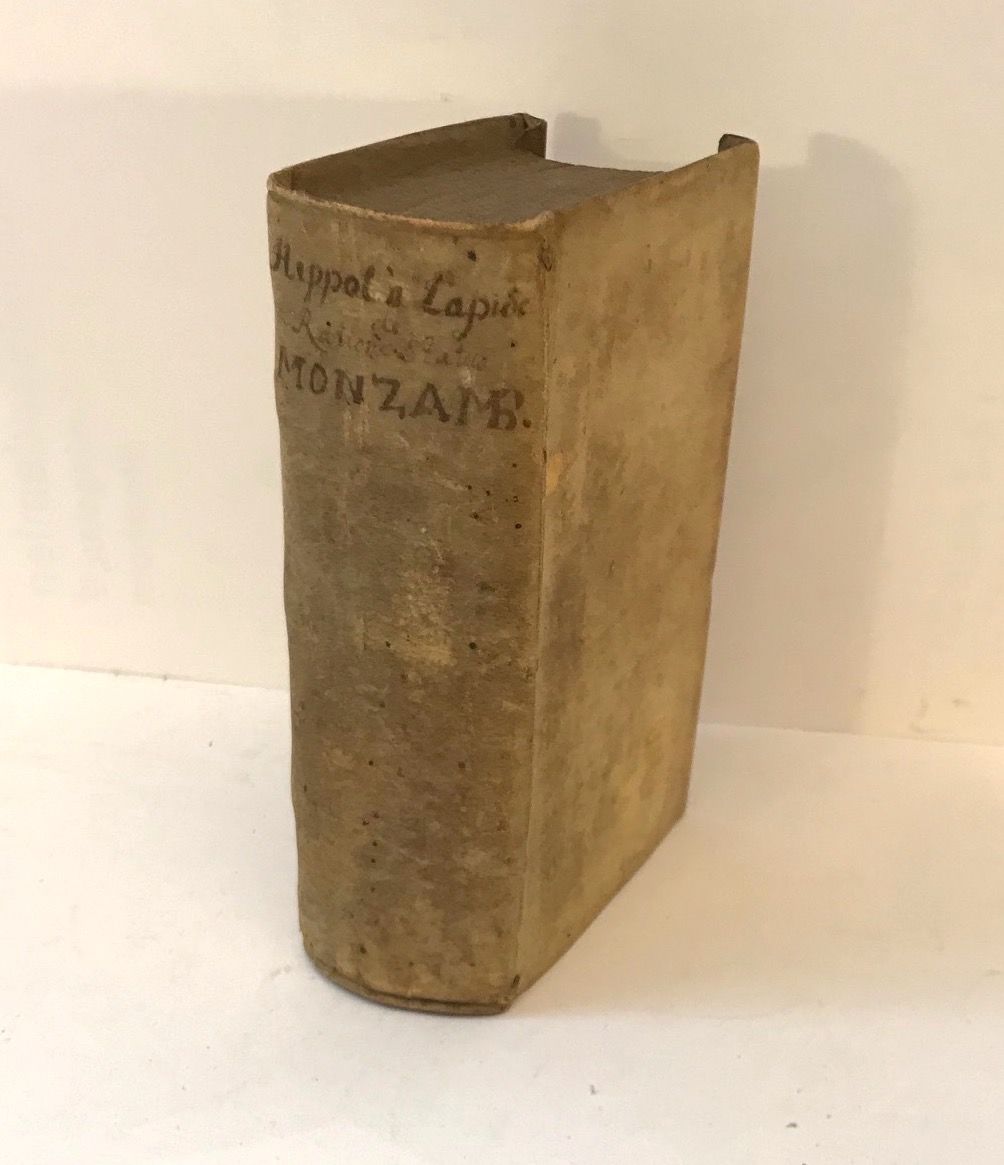 Hippol. à Lapide
de
Ratione Status
MONZAMB.